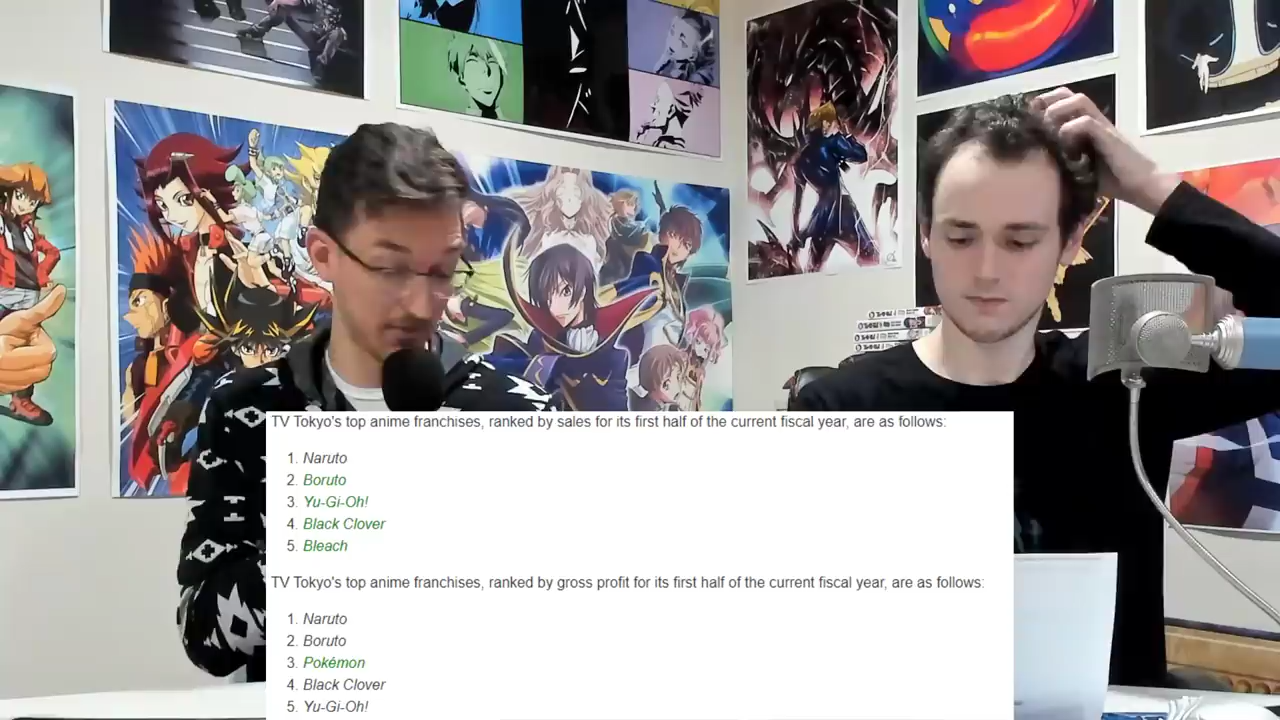 TV Tokyo's top anime franchises, ranked by sales for its first half of the current fiscal year, are as follows:
1. Naruto
2. Boruto
3. Yu-Gi-Oh!
4. Black Clover
5. Bleach
TV Tokyo's top anime franchises, ranked by gross profit for its first half of the current fiscal year, are as follows:
1. Naruto
2. Boruto
3. Pokémon
4. Black Clover
5. Yu-Gi-Oh!